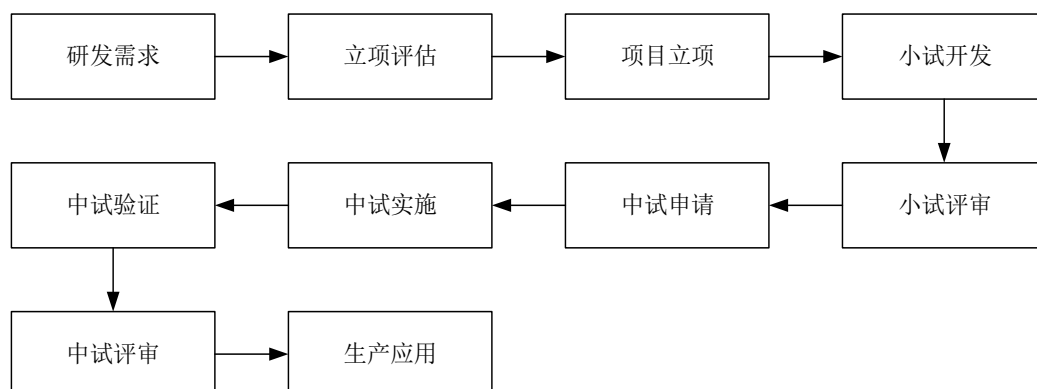 研发需求
立项评估
项目立项
小试开发
小试评审
中试申请
中试实施
中试验证
中试评审
生产应用